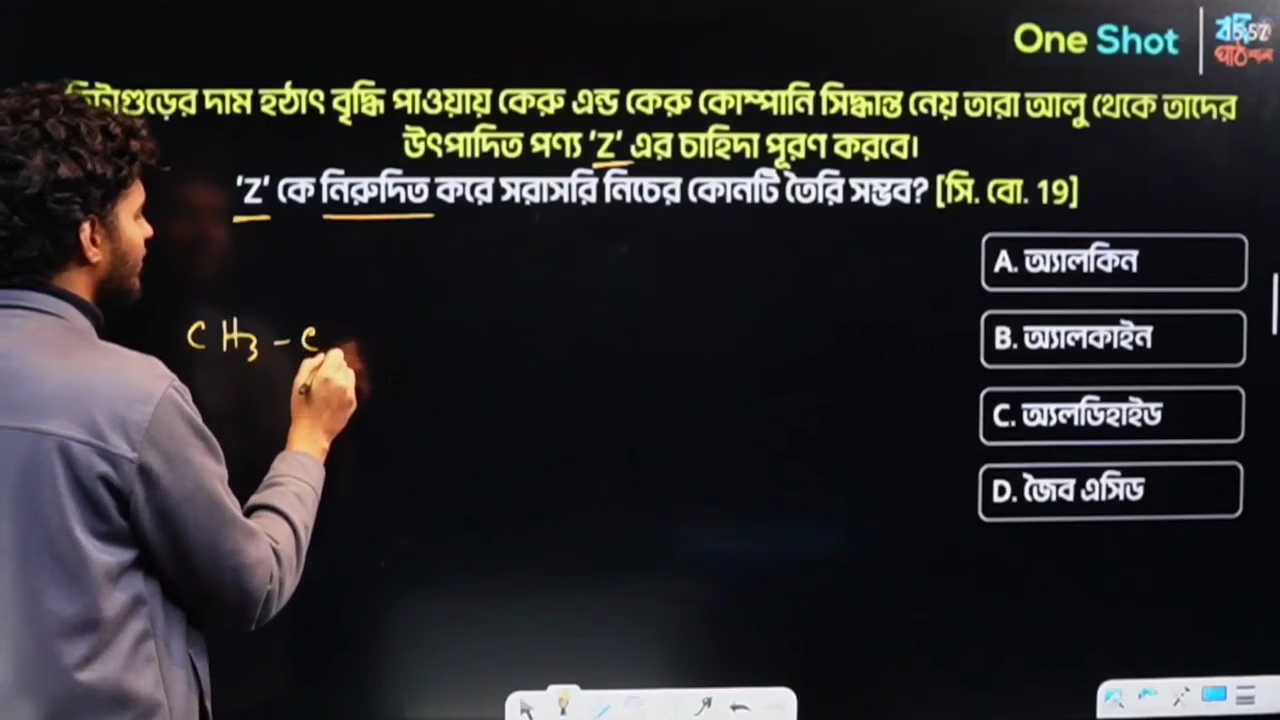 One Shot
চিটাগুড়ের দাম হঠাৎ বৃদ্ধি পাওয়ায় কেরু এন্ড কেরু কোম্পানি সিদ্ধান্ত নেয় তারা আলু থেকে তাদের
উৎপাদিত পণ্য ‘Z’ এর চাহিদা পূরণ করবে।
‘Z’ কে নিরুদিত করে সরাসরি নিচের কোনটি তৈরি সম্ভব? [সি. বো. 19]
A. অ্যালকিন
CH3 – C
B. অ্যালকাইন
C. অ্যলডিহাইড
D. জৈব এসিড